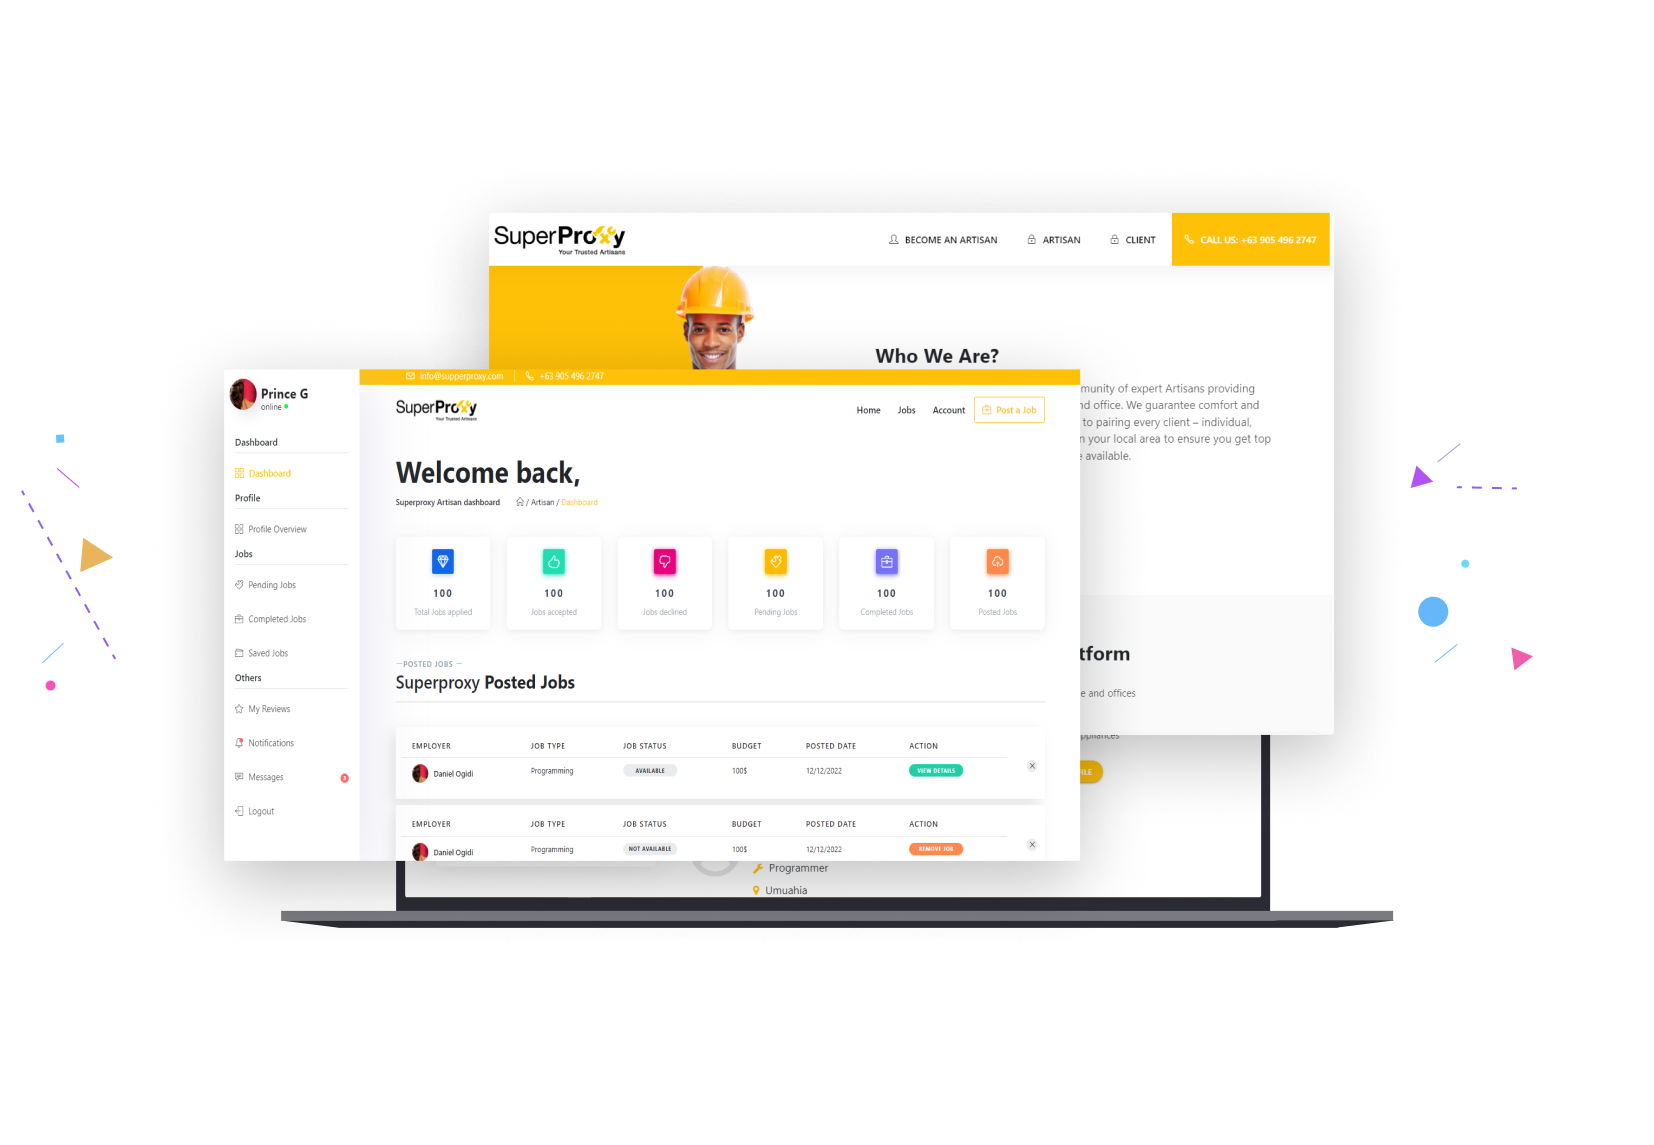 SuperProxy
Your Trusted Artisans
BECOME AN ARTISAN
ARTISAN
CLIENT
CALL US: +63 905 496 2747
Who We Are?
munity of expert Artisans providing
nd office. We guarantee comfort and
to pairing every client – individual,
n your local area to ensure you get top
e available.
tform
e and offices
ppliances
ILE
Programmer
Umuahia
Prince G
online
Dashboard
Dashboard
Profile
Profile Overview
Jobs
Pending Jobs
Completed Jobs
Saved Jobs
Others
My Reviews
Notifications
Messages 3
Logout
info@supperproxy.com | +63 905 496 2747
SuperProxy
Your Trusted Artisans
Home Jobs Account Post a Job
Welcome back,
Superproxy Artisan dashboard / Artisan / Dashboard
100 100 100 100 100 100
Total Jobs applied Jobs accepted Jobs declined Pending Jobs Completed Jobs Posted Jobs
—POSTED JOBS —
Superproxy Posted Jobs
EMPLOYER JOB TYPE JOB STATUS BUDGET POSTED DATE ACTION
Daniel Ogidi Programming AVAILABLE 100$ 12/12/2022 VIEW DETAILS
EMPLOYER JOB TYPE JOB STATUS BUDGET POSTED DATE ACTION
Daniel Ogidi Programming NOT AVAILABLE 100$ 12/12/2022 REMOVE JOB